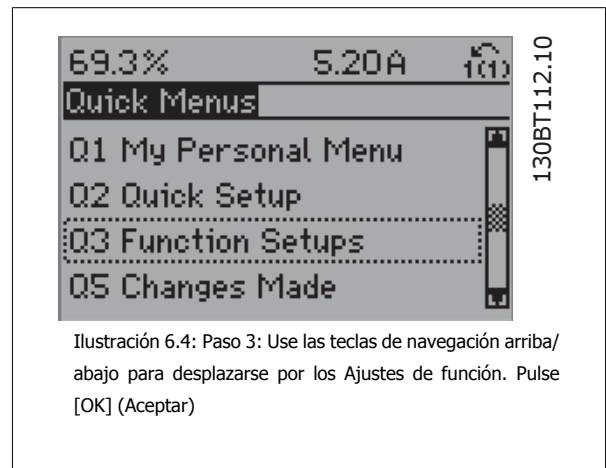 69.3% 5.20A 1(1)
Quick Menus
Q1 My Personal Menu
Q2 Quick Setup
Q3 Function Setups
Q5 Changes Made
130BT112.10
Ilustración 6.4: Paso 3: Use las teclas de navegación arriba/
abajo para desplazarse por los Ajustes de función. Pulse
[OK] (Aceptar)